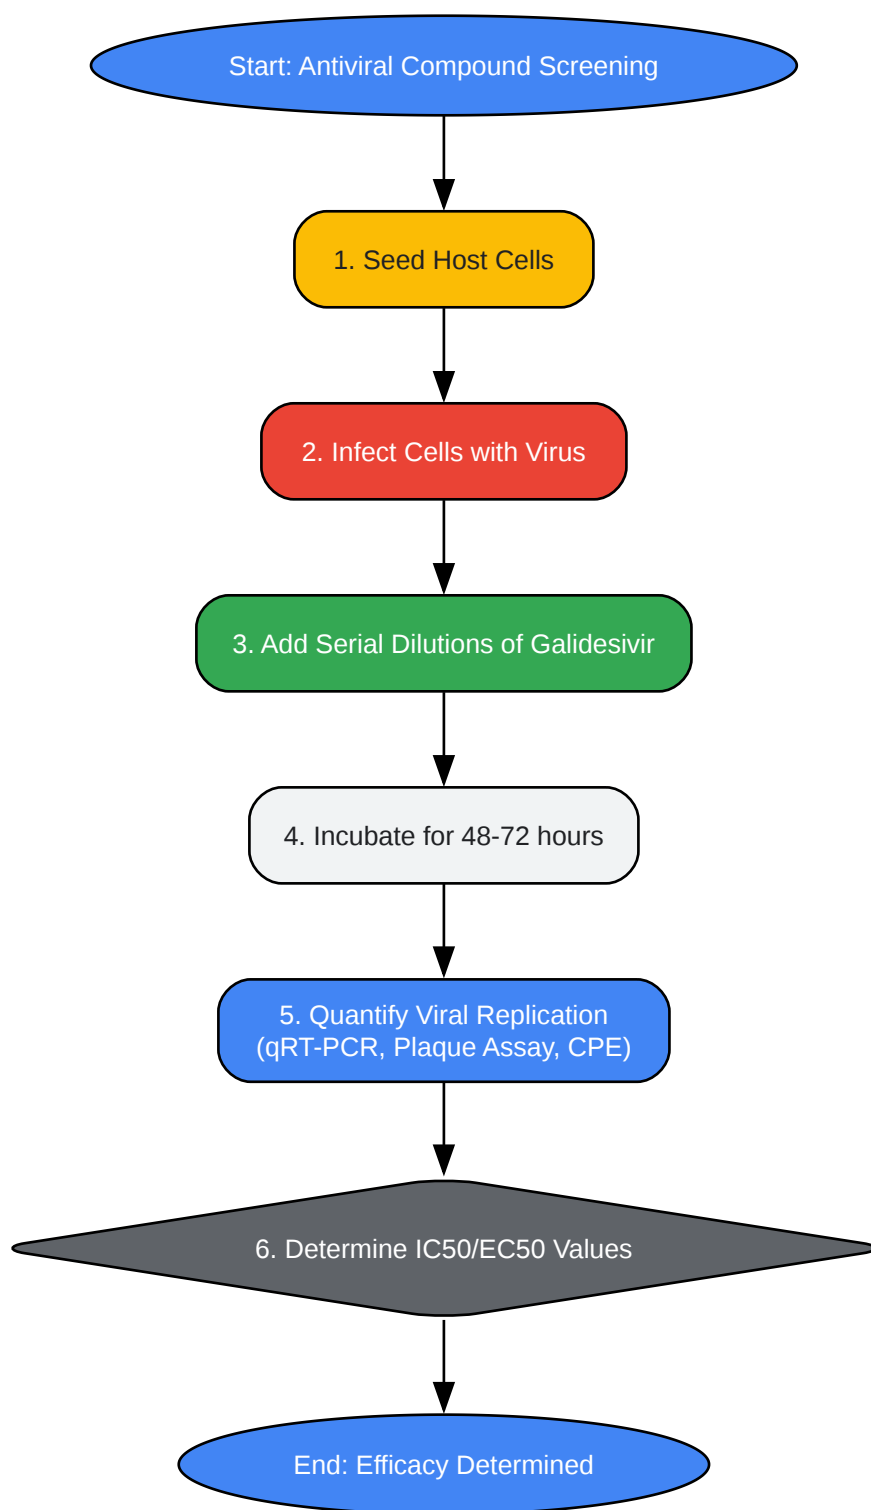 Start: Antiviral Compound Screening
1. Seed Host Cells
2. Infect Cells with Virus
3. Add Serial Dilutions of Galidesivir
4. Incubate for 48-72 hours
5. Quantify Viral Replication
(qRT-PCR, Plaque Assay, CPE)
6. Determine IC50/EC50 Values
End: Efficacy Determined